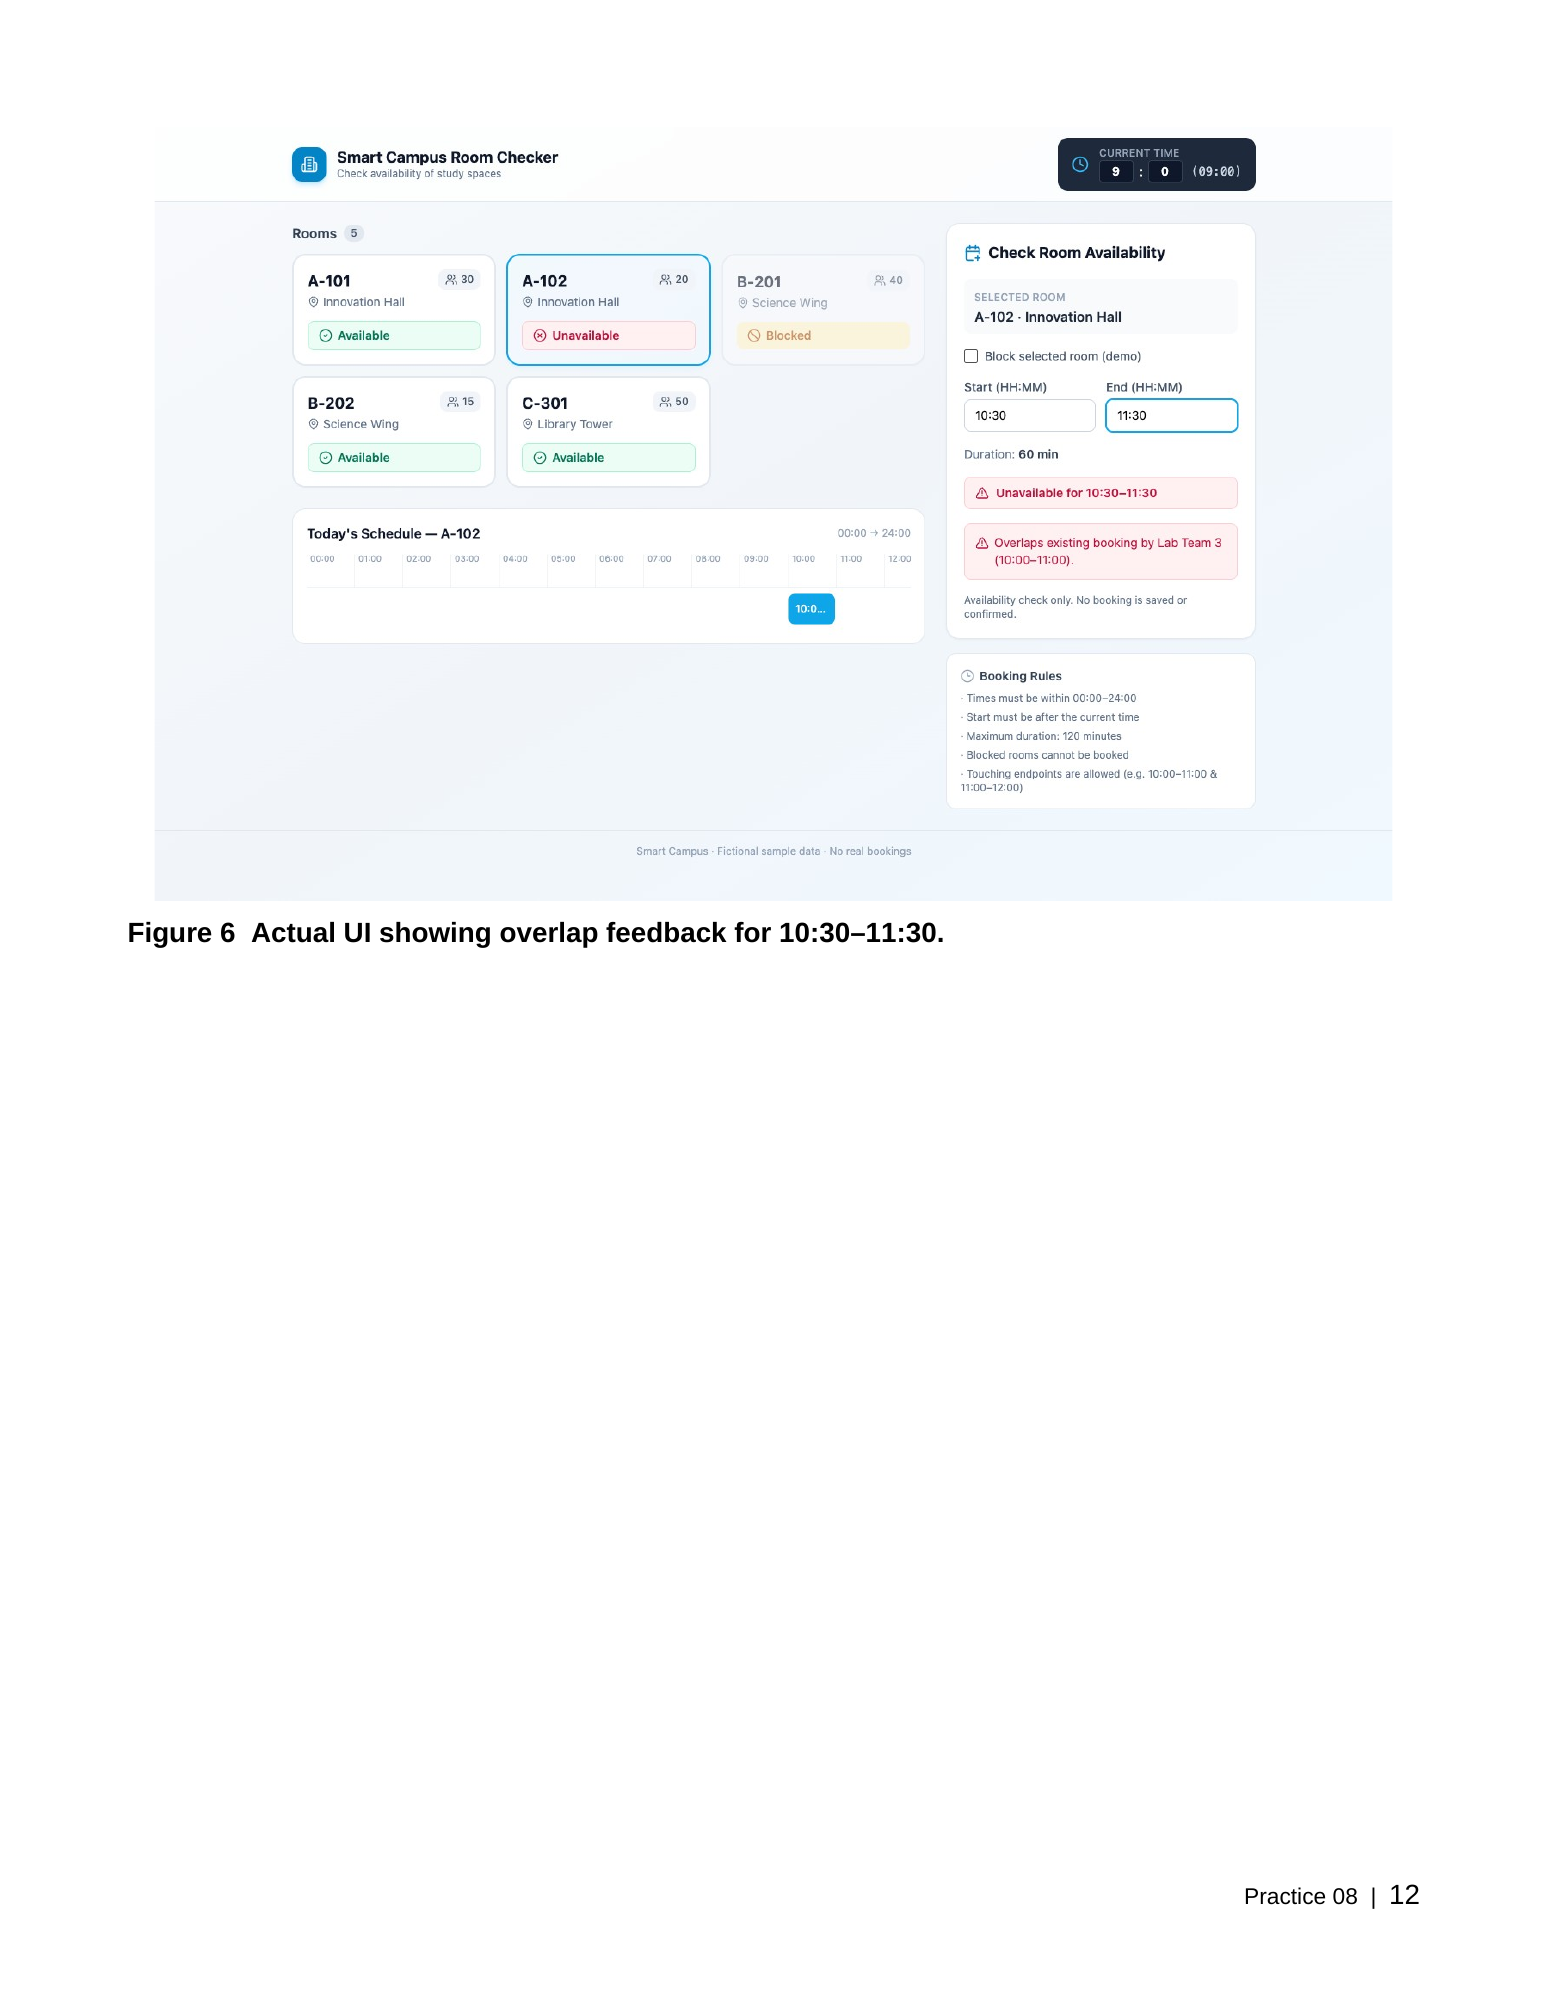 Smart Campus Room Checker
Check availability of study spaces
CURRENT TIME
9 : 0 (09:00)
Rooms 5
A-101 30
Innovation Hall
Available
A-102 20
Innovation Hall
Unavailable
B-201 40
Science Wing
Blocked
B-202 15
Science Wing
Available
C-301 50
Library Tower
Available
Today's Schedule — A-102 00:00 → 24:00
00:00 01:00 02:00 03:00 04:00 05:00 06:00 07:00 08:00 09:00 10:00 11:00 12:00
10:0...
Check Room Availability
SELECTED ROOM
A-102 · Innovation Hall
Block selected room (demo)
Start (HH:MM) End (HH:MM)
10:30 11:30
Duration: 60 min
Unavailable for 10:30–11:30
Overlaps existing booking by Lab Team 3
(10:00–11:00).
Availability check only. No booking is saved or
confirmed.
Booking Rules
· Times must be within 00:00–24:00
· Start must be after the current time
· Maximum duration: 120 minutes
· Blocked rooms cannot be booked
· Touching endpoints are allowed (e.g. 10:00–11:00 &
11:00–12:00)
Smart Campus · Fictional sample data · No real bookings
Figure 6 Actual UI showing overlap feedback for 10:30–11:30.
Practice 08 | 12